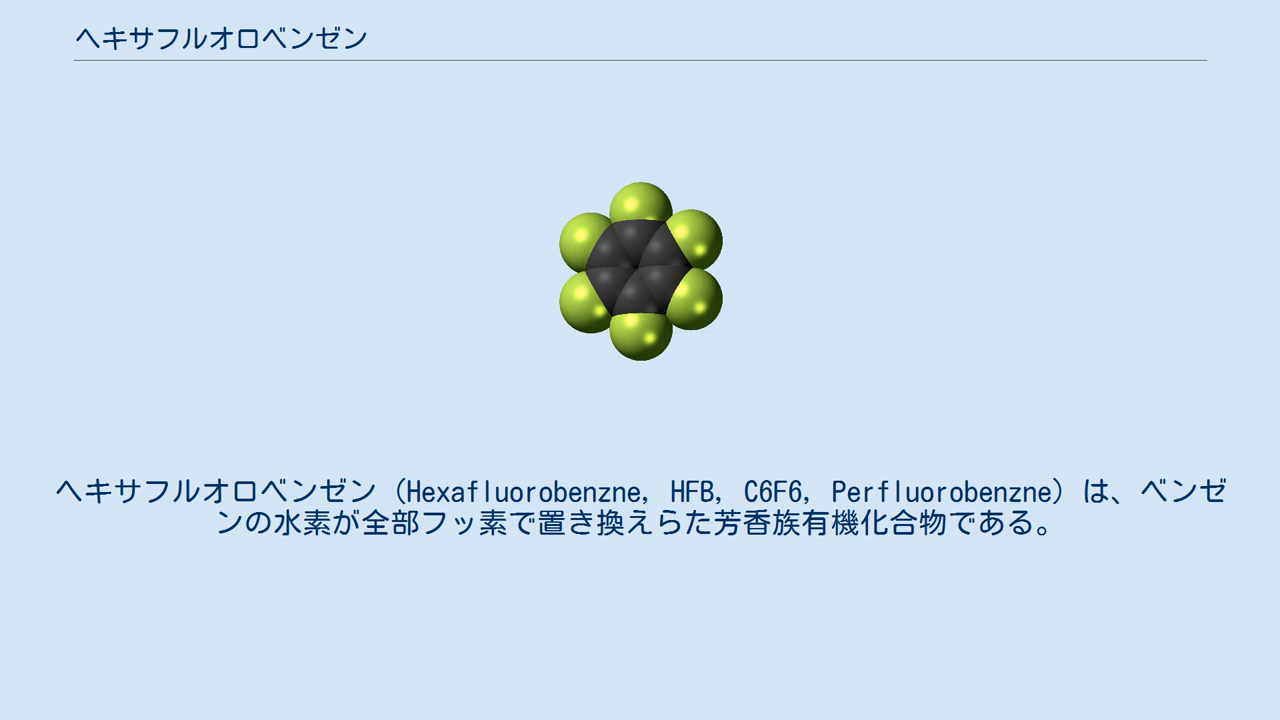 ヘキサフルオロベンゼン
ヘキサフルオロベンゼン (Hexafluorobenzne, HFB, C6F6, Perfluorobenzne) は、ベンゼ
ンの水素が全部フッ素で置き換えらた芳香族有機化合物である。